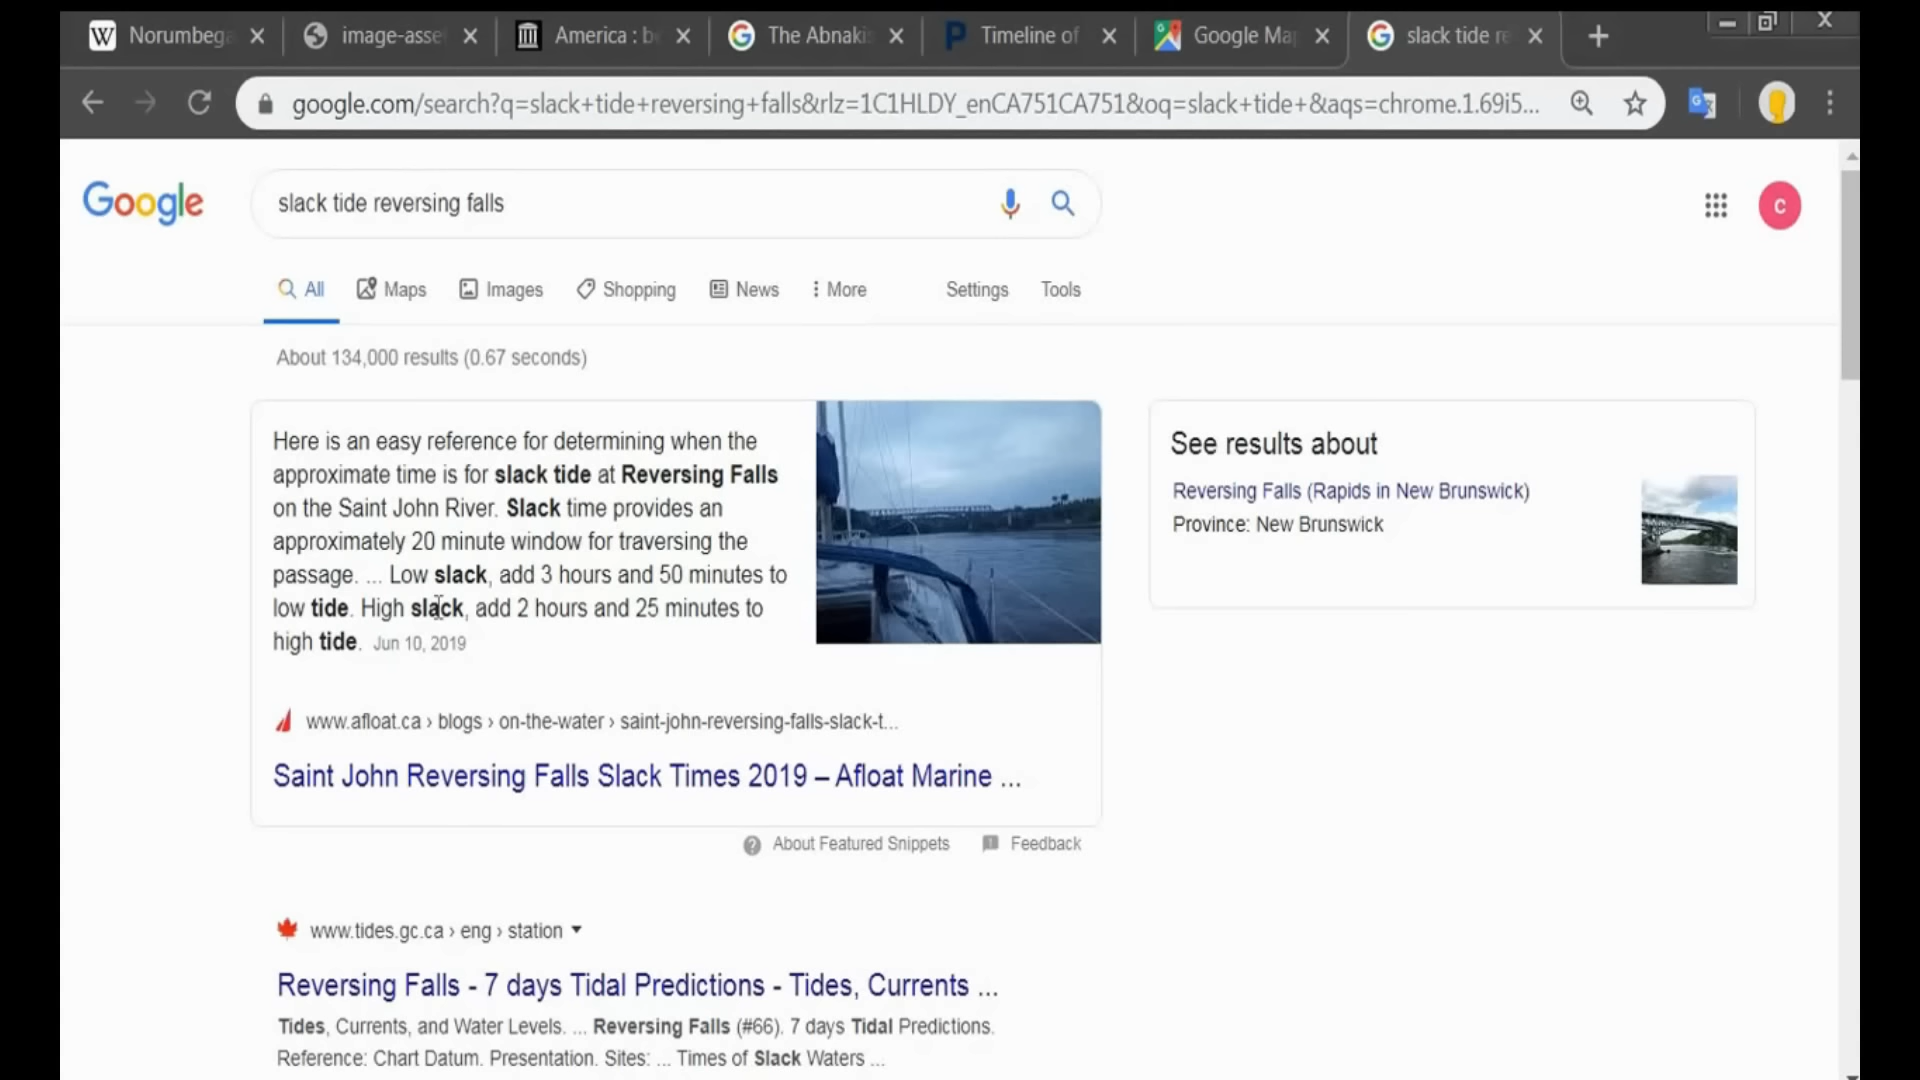 Norumbega
image-asse
America : b
The Abnaki
Timeline of
Google Map
slack tide re
google.com/search?q=slack+tide+reversing+falls&rlz=1C1HLDY_enCA751CA751&oq=slack+tide+&aqs=chrome.1.69i5...
Google
slack tide reversing falls
C
All
Maps
Images
Shopping
News
More
Settings
Tools
About 134,000 results (0.67 seconds)
Here is an easy reference for determining when the
approximate time is for slack tide at Reversing Falls
on the Saint John River. Slack time provides an
approximately 20 minute window for traversing the
passage. ... Low slack, add 3 hours and 50 minutes to
low tide. High slack, add 2 hours and 25 minutes to
high tide. Jun 10, 2019
www.afloat.ca › blogs › on-the-water › saint-john-reversing-falls-slack-t...
Saint John Reversing Falls Slack Times 2019 – Afloat Marine ...
See results about
Reversing Falls (Rapids in New Brunswick)
Province: New Brunswick
About Featured Snippets
Feedback
www.tides.gc.ca › eng › station
Reversing Falls - 7 days Tidal Predictions - Tides, Currents ...
Tides, Currents, and Water Levels. ... Reversing Falls (#66). 7 days Tidal Predictions.
Reference: Chart Datum. Presentation. Sites: ... Times of Slack Waters ...